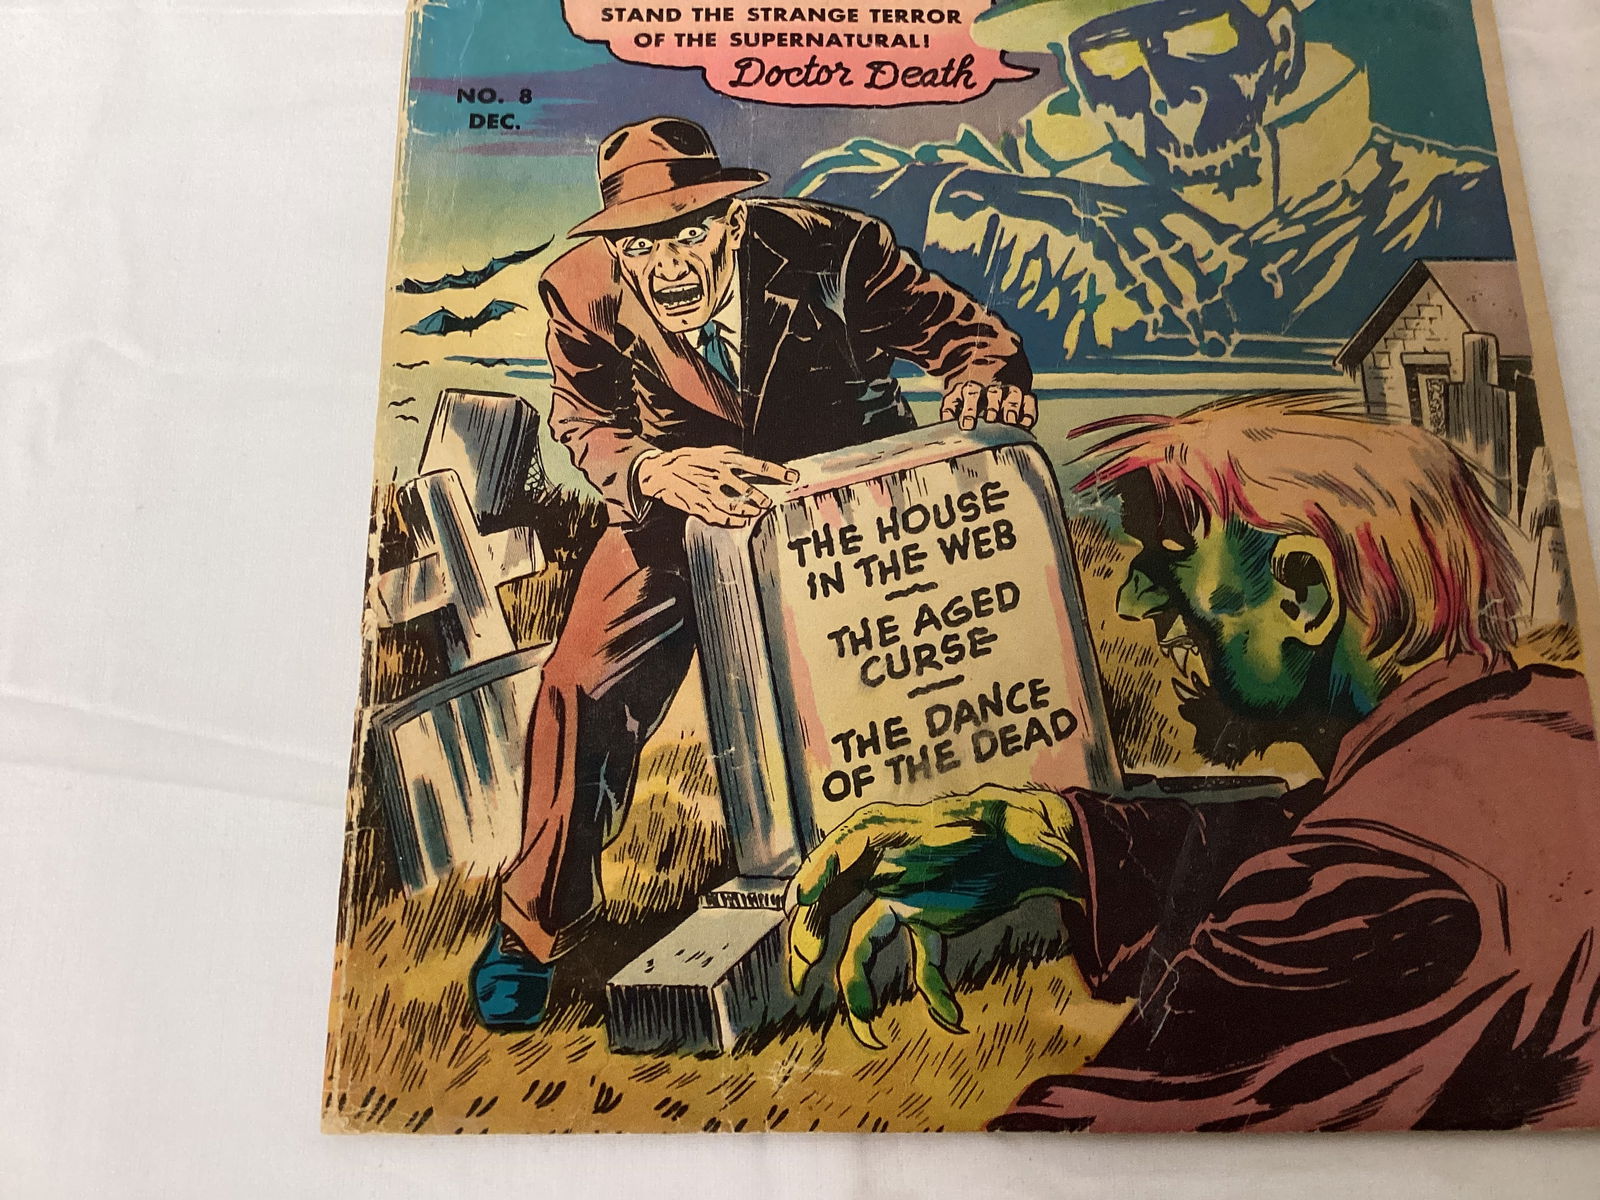 STAND THE STRANGE TERROR
OF THE SUPERNATURAL!
Doctor Death
NO. 8
DEC.
THE HOUSE
IN THE WEB
THE AGED
CURSE
THE DANCE
OF THE DEAD